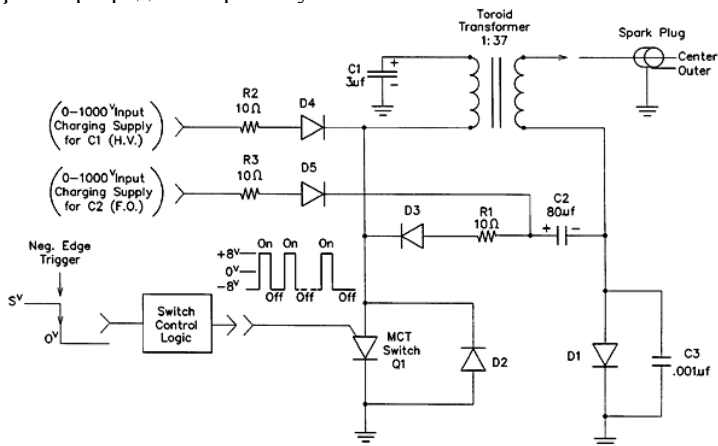 Toroid
Transformer
1:37
Spark Plug
Center
Outer
C1
3uf
+
−
R2
10Ω
D4
(0-1000ᵛInput
Charging Supply
for C1 (H.V.))
R3
10Ω
D5
(0-1000ᵛInput
Charging Supply
for C2 (F.O.))
D3
R1
10Ω
C2
80uf
+
−
Neg. Edge
Trigger
+8ᵛ
0ᵛ
-8ᵛ
On
On
On
Off
Off
Off
5ᵛ
0ᵛ
Switch
Control
Logic
MCT
Switch
Q1
D2
D1
C3
.001uf